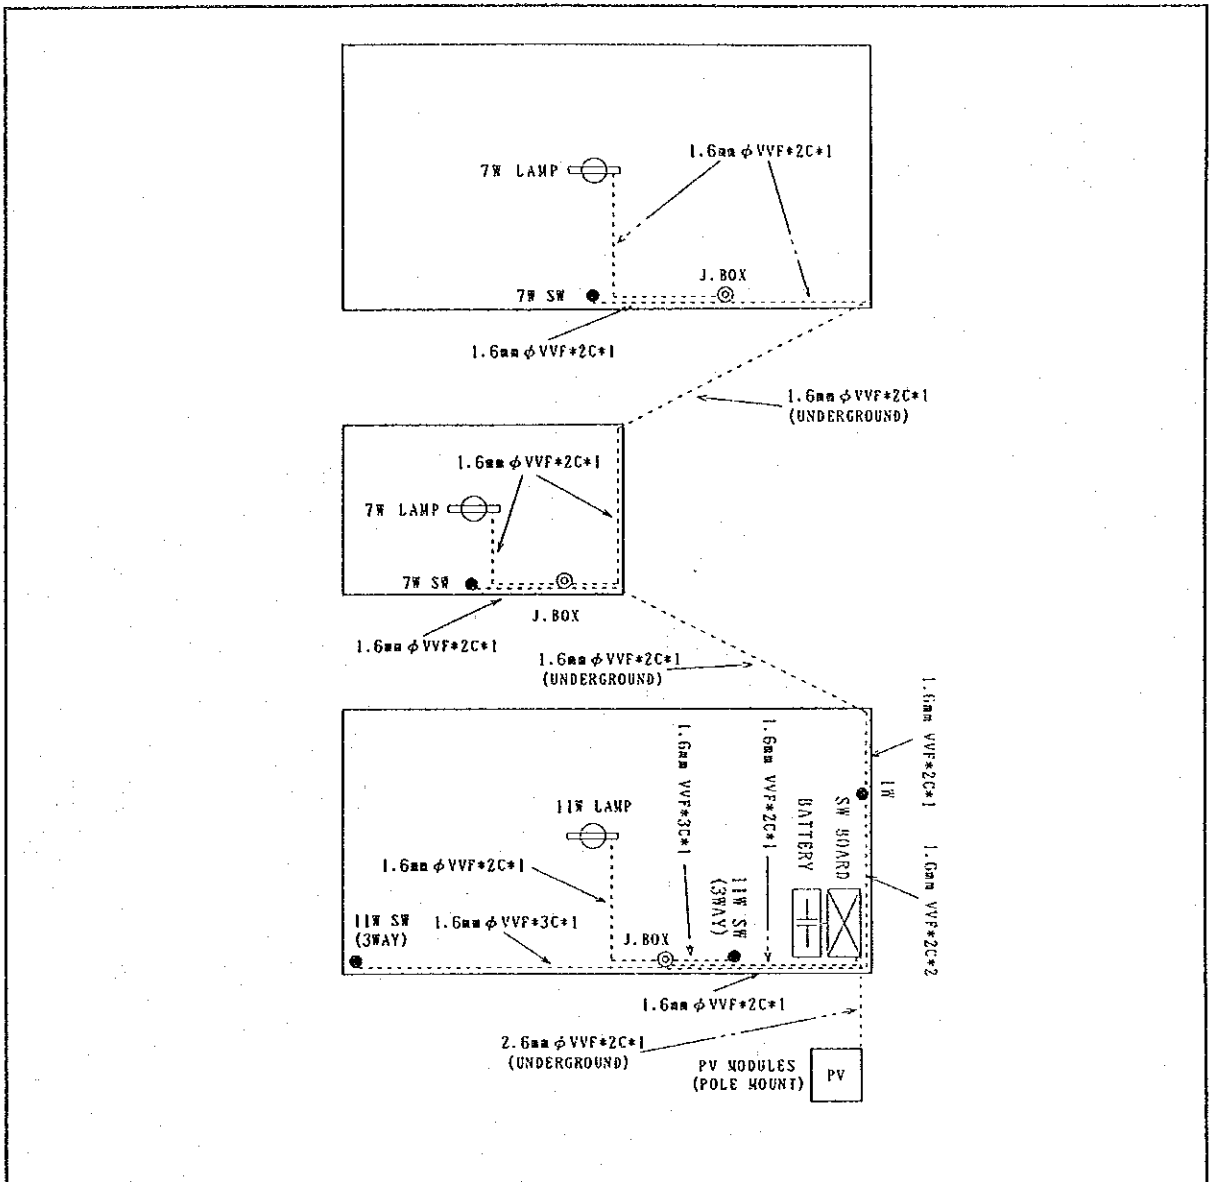 7W LAMP
1.6mm φ VVF*2C*1
J.BOX
7W SW
1.6mm φ VVF*2C*1
1.6mm φ VVF*2C*1
(UNDERGROUND)
1.6mm φ VVF*2C*1
7W LAMP
7W SW
J.BOX
1.6mm φ VVF*2C*1
1.6mm φ VVF*2C*1
(UNDERGROUND)
1.6mm VVF*2C*1
1W
1.6mm VVF*3C*1
1.6mm VVF*2C*1
BATTERY
SW BOARD
11W LAMP
1.6mm VVF*2C*2
1.6mm φ VVF*2C*1
11W SW
(3WAY)
11W SW
(3WAY)
1.6mm φ VVF*3C*1
J.BOX
1.6mm φ VVF*2C*1
2.6mm φ VVF*2C*1
(UNDERGROUND)
PV MODULES
(POLE MOUNT)
PV